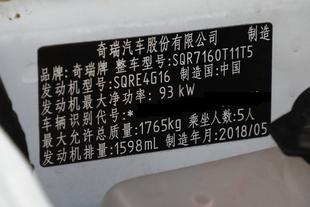 奇瑞汽车股份有限公司 制造
品牌:奇瑞牌 整车型号:SQR7160T11T5
发动机型号:SQRE4G16 制造国:中国
发动机最大净功率: 93 kW
车辆识别代号:*
最大允许总质量:1765kg 乘坐人数:5人
发动机排量:1598mL 制造年月:2018/05